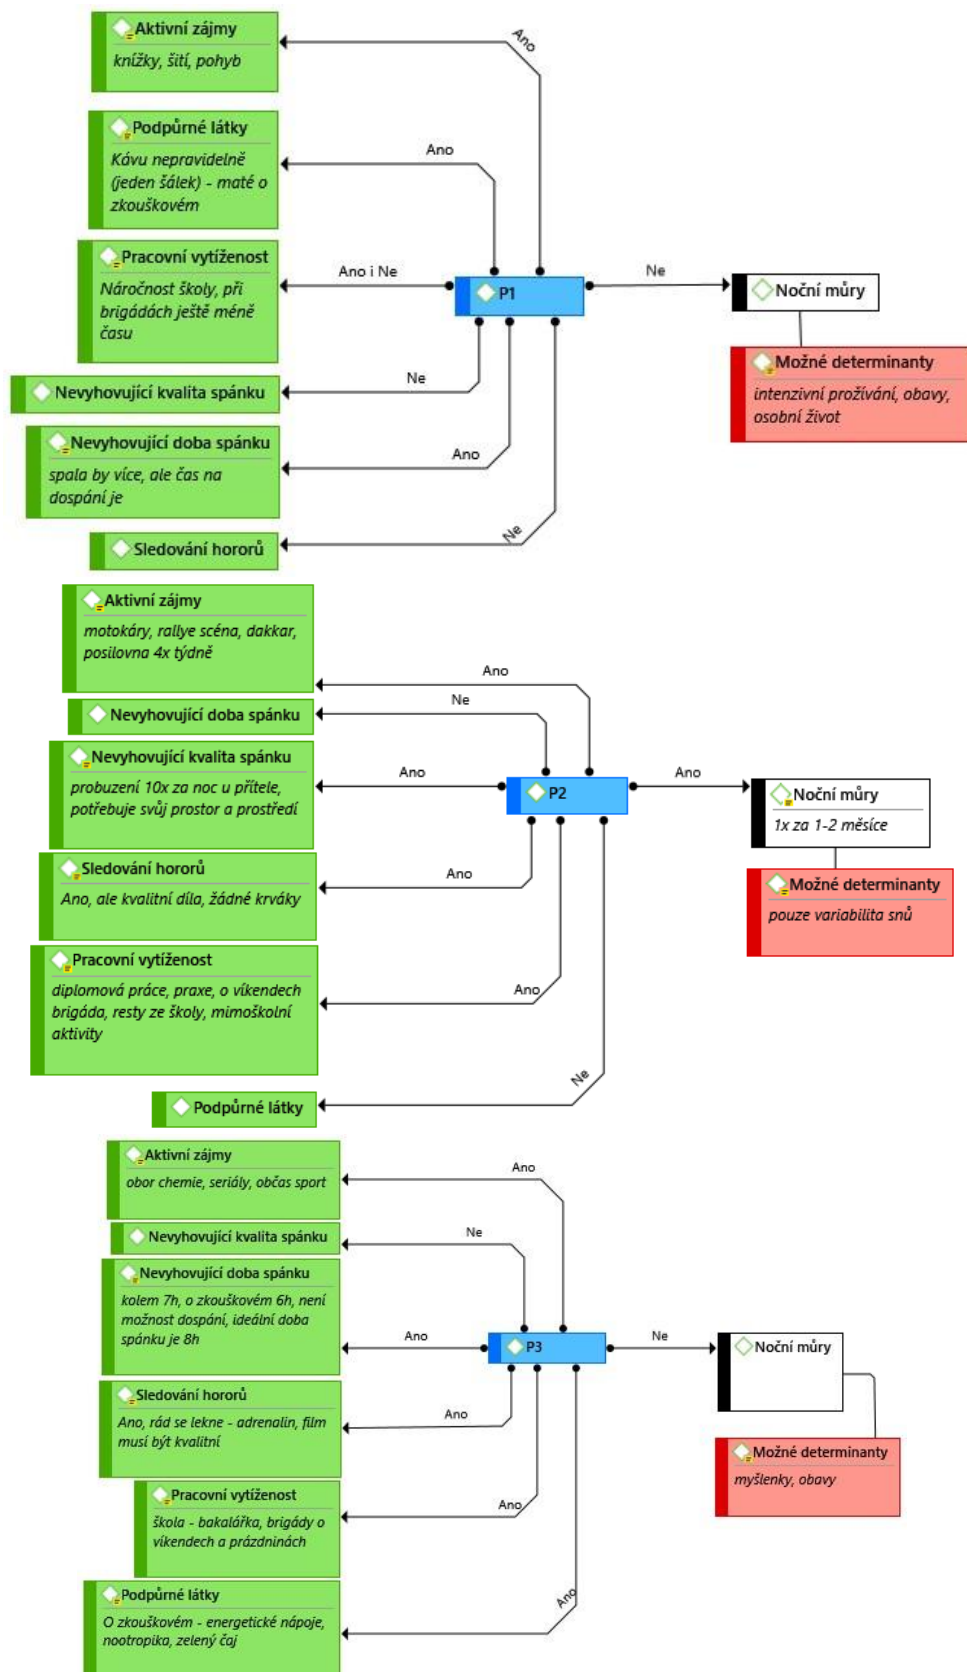 Aktivní zájmy
knížky, šití, pohyb
Ano
Podpůrné látky
Kávu nepravidelně
(jeden šálek) - maté o
zkouškovém
Ano
Pracovní vytíženost
Náročnost školy, při
brigádách ještě méně
času
Ano i Ne
P1
Ne
Noční můry
Možné determinanty
intenzivní prožívání, obavy,
osobní život
Nevyhovující kvalita spánku
Ne
Nevyhovující doba spánku
spala by více, ale čas na
dospání je
Ano
Sledování hororů
Ne
Aktivní zájmy
motokáry, rallye scéna, dakkar,
posilovna 4x týdně
Ano
Nevyhovující doba spánku
Ne
Nevyhovující kvalita spánku
probuzení 10x za noc u přítele,
potřebuje svůj prostor a prostředí
Ano
P2
Ano
Noční můry
1x za 1-2 měsíce
Možné determinanty
pouze variabilita snů
Sledování hororů
Ano, ale kvalitní díla, žádné krváky
Ano
Pracovní vytíženost
diplomová práce, praxe, o víkendech
brigáda, resty ze školy, mimoškolní
aktivity
Ano
Podpůrné látky
Ne
Aktivní zájmy
obor chemie, seriály, občas sport
Ano
Nevyhovující kvalita spánku
Ne
Nevyhovující doba spánku
kolem 7h, o zkouškovém 6h, není
možnost dospání, ideální doba
spánku je 8h
Ano
P3
Ne
Noční můry
Možné determinanty
myšlenky, obavy
Sledování hororů
Ano, rád se lekne - adrenalin, film
musí být kvalitní
Ano
Pracovní vytíženost
škola - bakalářka, brigády o
víkendech a prázdninách
Ano
Podpůrné látky
O zkouškovém - energetické nápoje,
nootropika, zelený čaj
Ano